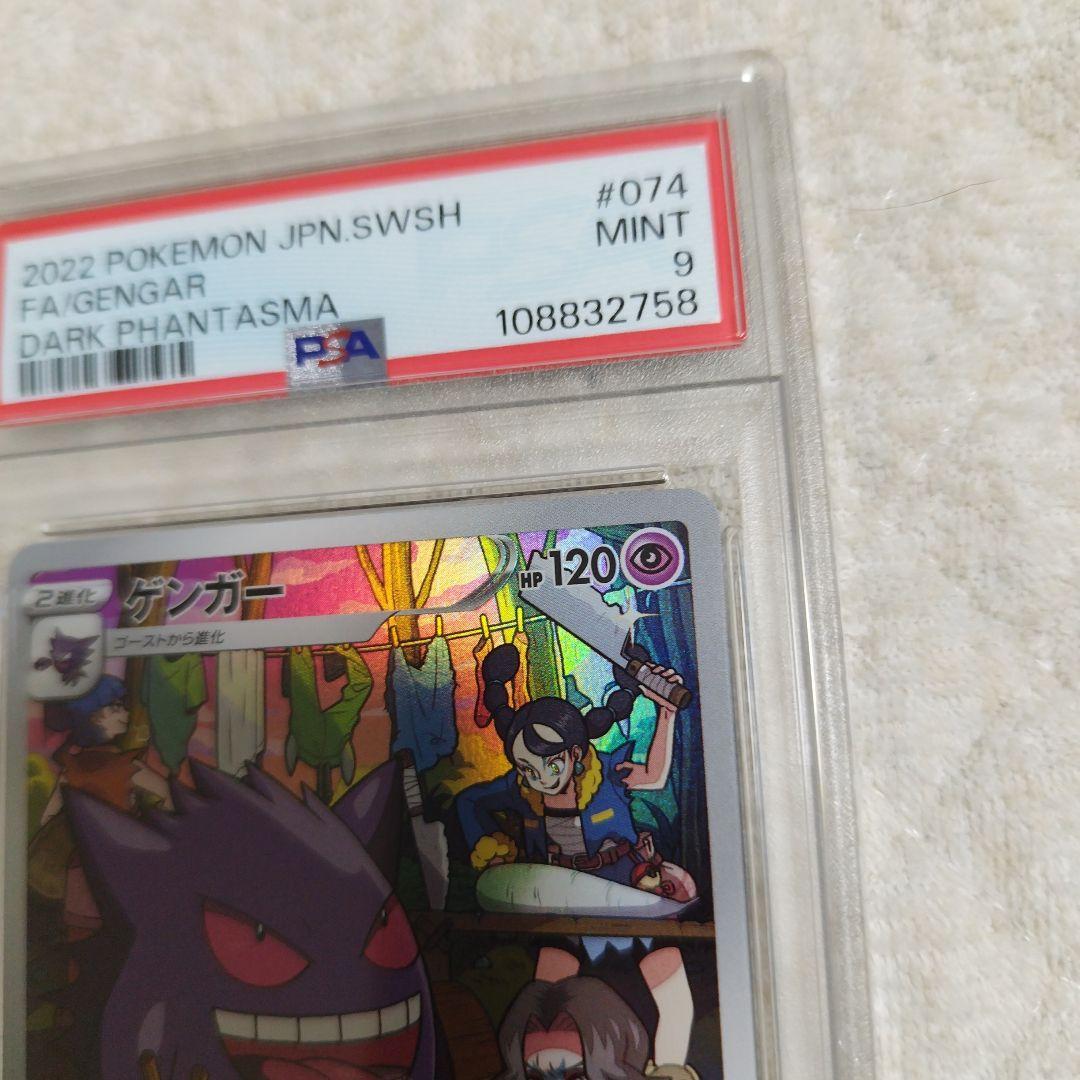 2022 POKEMON JPN.SWSH #074
FA/GENGAR MINT
DARK PHANTASMA 9
108832758
PSA
2進化 ゲンガー HP 120
ゴーストから進化